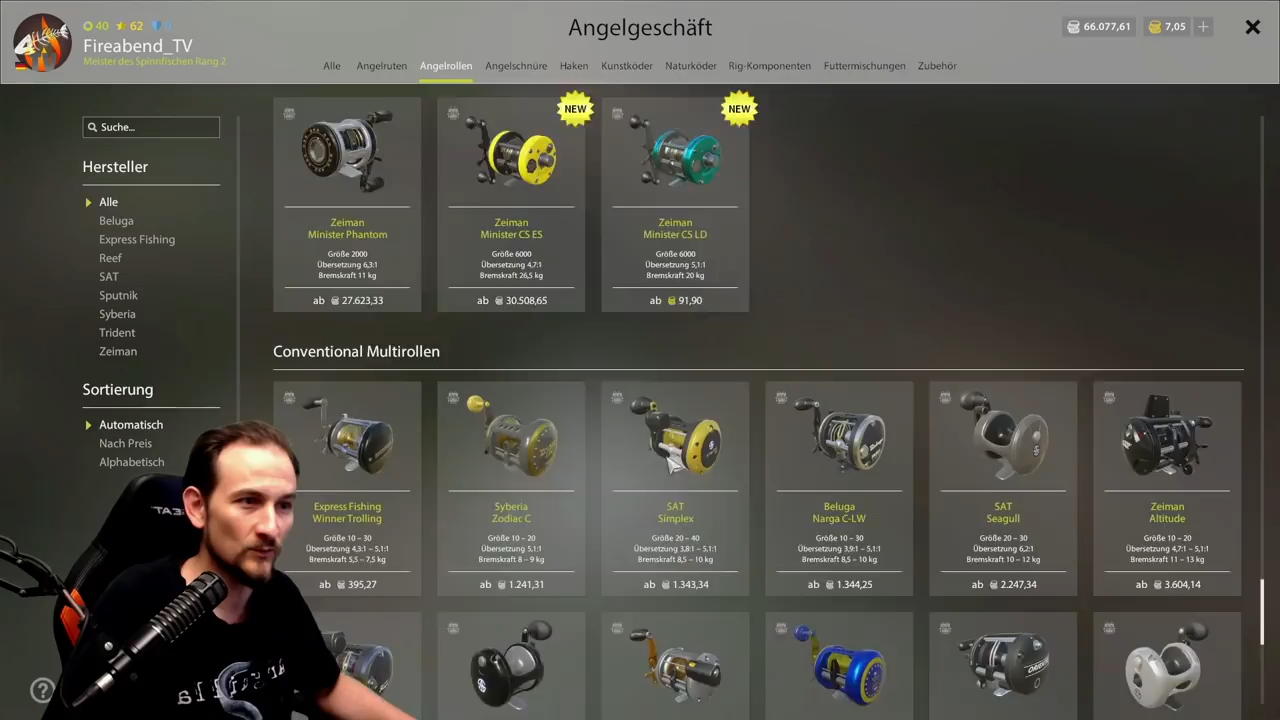 40 62
Fireabend_TV
Meister des Spinnfischen Rang 2
Angelgeschäft
66.077,61
7,05
Alle
Angelruten
Angelrollen
Angelschnüre
Haken
Kunstköder
Naturköder
Rig-Komponenten
Futtermischungen
Zubehör
Suche...
Hersteller
Alle
Beluga
Express Fishing
Reef
SAT
Sputnik
Syberia
Trident
Zeiman
Sortierung
Automatisch
Nach Preis
Alphabetisch
Zeiman
Minister Phantom
Größe 2000
Übersetzung 6,3:1
Bremskraft 11 kg
ab 27.623,33
NEW
Zeiman
Minister CS ES
Größe 6000
Übersetzung 4,7:1
Bremskraft 26,5 kg
ab 30.508,65
NEW
Zeiman
Minister CS LD
Größe 6000
Übersetzung 5,1:1
Bremskraft 20 kg
ab 91,90
Conventional Multirollen
Express Fishing
Winner Trolling
Größe 10 – 30
Übersetzung 4,3:1 – 5,1:1
Bremskraft 5,5 – 7,5 kg
ab 395,27
Syberia
Zodiac C
Größe 10 – 20
Übersetzung 5,1:1
Bremskraft 8 – 9 kg
ab 1.241,31
SAT
Simplex
Größe 20 – 40
Übersetzung 3,8:1 – 5,1:1
Bremskraft 8,5 – 10 kg
ab 1.343,34
Beluga
Narga C-LW
Größe 10 – 30
Übersetzung 3,9:1 – 5,1:1
Bremskraft 8,5 – 10 kg
ab 1.344,25
SAT
Seagull
Größe 20 – 30
Übersetzung 6,2:1
Bremskraft 10 – 12 kg
ab 2.247,34
Zeiman
Altitude
Größe 10 – 20
Übersetzung 4,7:1 – 5,1:1
Bremskraft 11 – 13 kg
ab 3.604,14
?